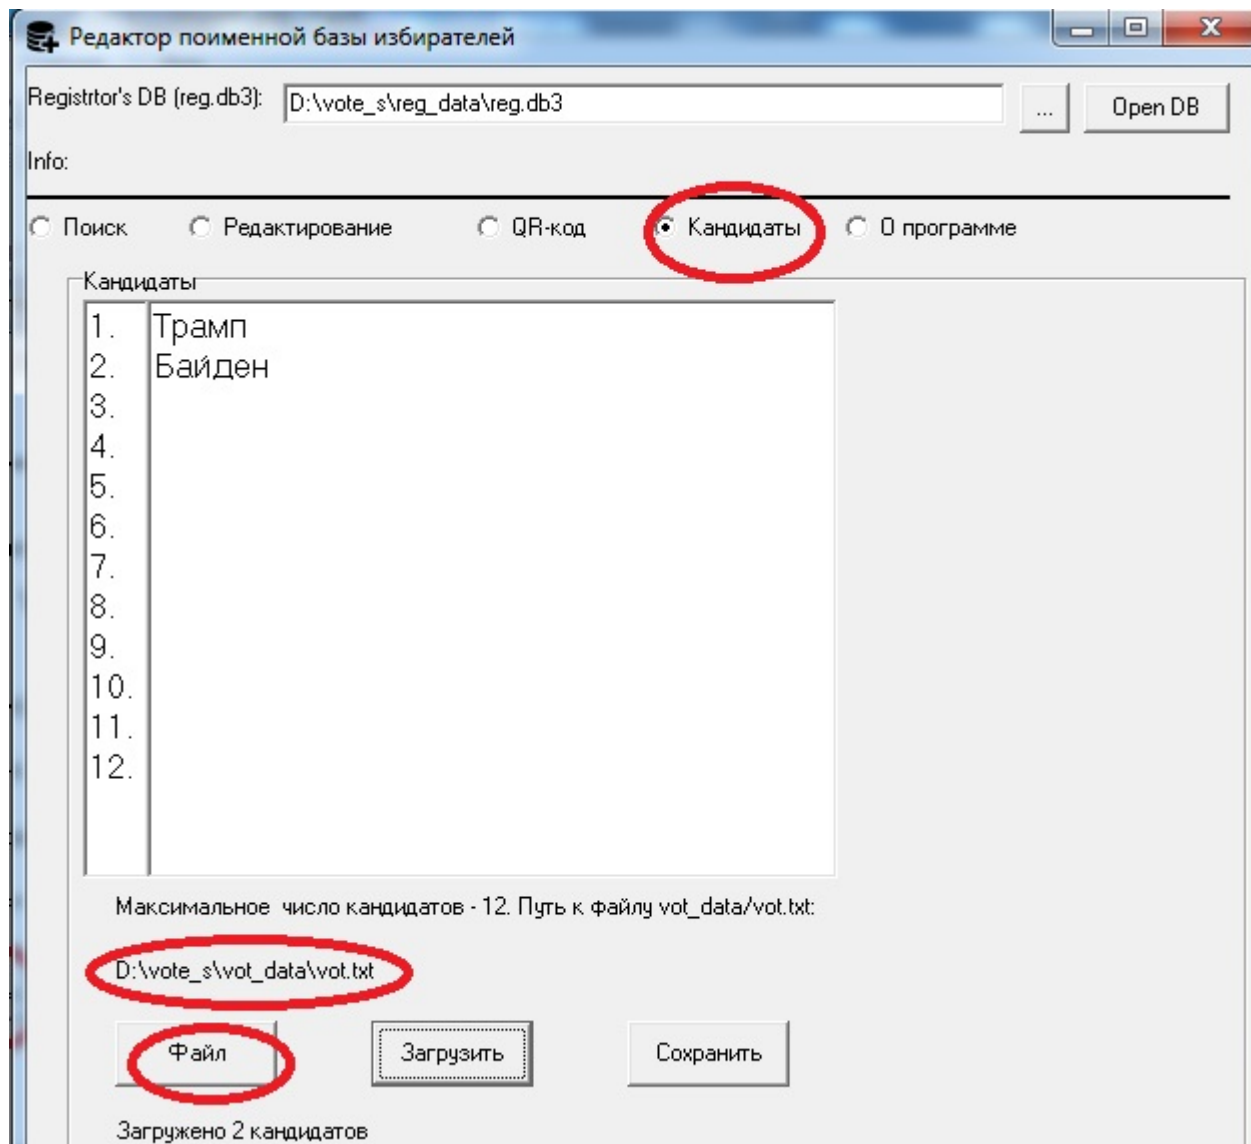 Редактор поименной базы избирателей
Registrtor's DB (reg.db3): D:\vote_s\reg_data\reg.db3 ... Open DB
Info:
Поиск Редактирование QR-код Кандидаты О программе
Кандидаты
1. Трамп
2. Байден
3.
4.
5.
6.
7.
8.
9.
10.
11.
12.
Максимальное число кандидатов - 12. Путь к файлу vot_data/vot.txt:
D:\vote_s\vot_data\vot.txt
Файл Загрузить Сохранить
Загружено 2 кандидатов